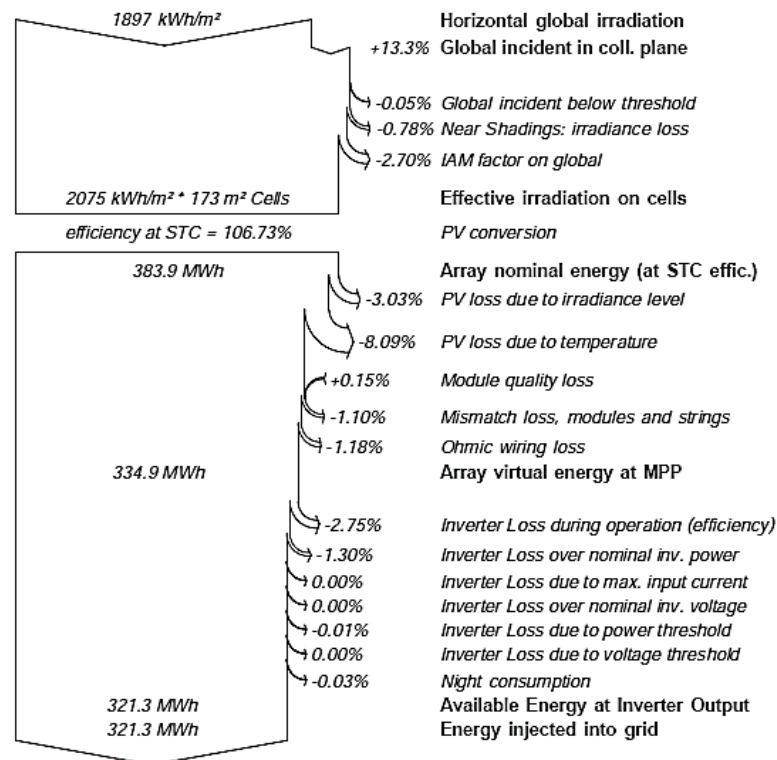 1897 kWh/m² Horizontal global irradiation
+13.3% Global incident in coll. plane
-0.05% Global incident below threshold
-0.78% Near Shadings: irradiance loss
-2.70% IAM factor on global
2075 kWh/m² * 173 m² Cells Effective irradiation on cells
efficiency at STC = 106.73% PV conversion
383.9 MWh Array nominal energy (at STC effic.)
-3.03% PV loss due to irradiance level
-8.09% PV loss due to temperature
+0.15% Module quality loss
-1.10% Mismatch loss, modules and strings
-1.18% Ohmic wiring loss
334.9 MWh Array virtual energy at MPP
-2.75% Inverter Loss during operation (efficiency)
-1.30% Inverter Loss over nominal inv. power
0.00% Inverter Loss due to max. input current
0.00% Inverter Loss over nominal inv. voltage
-0.01% Inverter Loss due to power threshold
0.00% Inverter Loss due to voltage threshold
-0.03% Night consumption
321.3 MWh Available Energy at Inverter Output
321.3 MWh Energy injected into grid